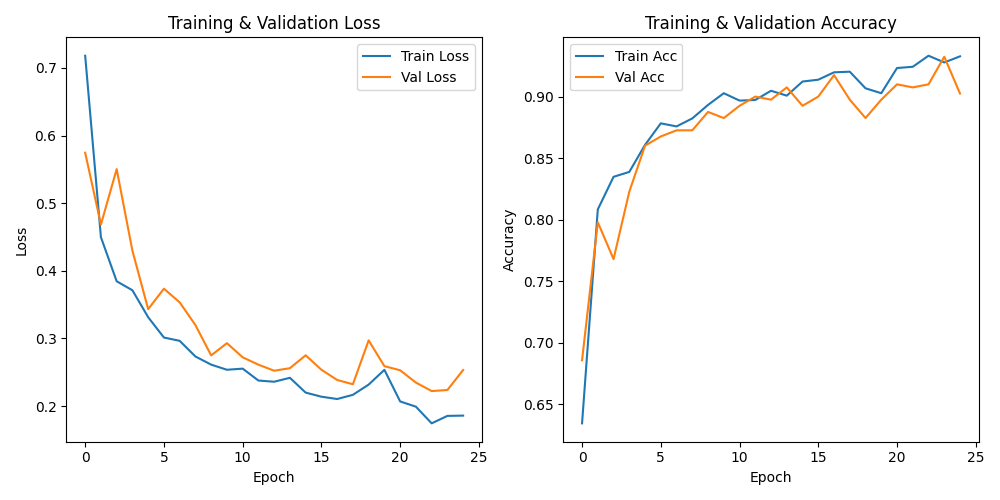 Training & Validation Loss
Train Loss
Val Loss
Loss
0.7
0.6
0.5
0.4
0.3
0.2
0
5
10
15
20
25
Epoch
Training & Validation Accuracy
Train Acc
Val Acc
Accuracy
0.90
0.85
0.80
0.75
0.70
0.65
0
5
10
15
20
25
Epoch